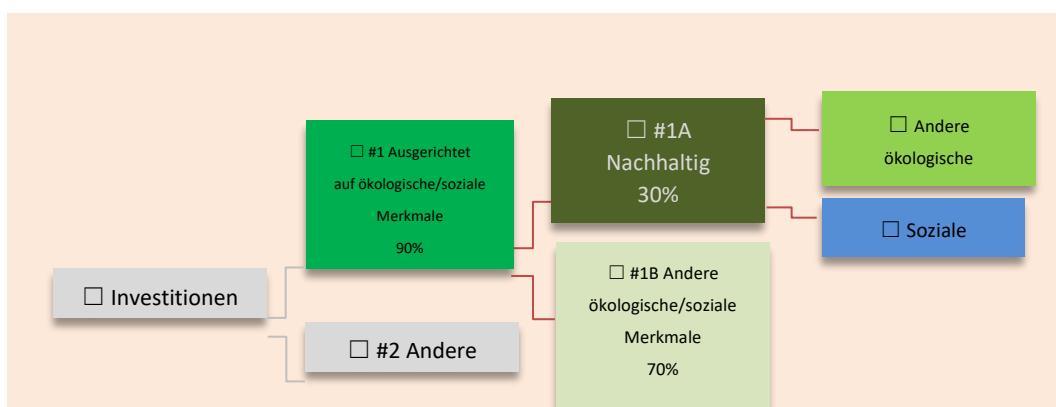 ☐ Investitionen
☐ #1 Ausgerichtet
auf ökologische/soziale
Merkmale
90%
☐ #2 Andere
☐ #1A
Nachhaltig
30%
☐ #1B Andere
ökologische/soziale
Merkmale
70%
☐ Andere
ökologische
☐ Soziale